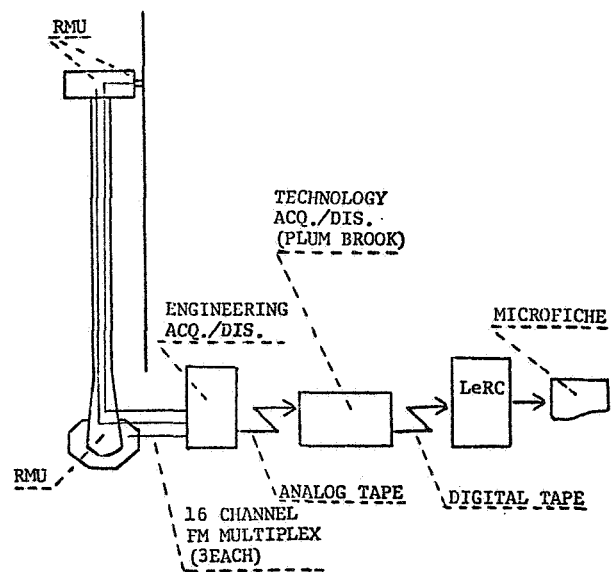 RMU
TECHNOLOGY
ACQ./DIS.
(PLUM BROOK)
ENGINEERING
ACQ./DIS.
MICROFICHE
LeRC
RMU
ANALOG TAPE
DIGITAL TAPE
16 CHANNEL
FM MULTIPLEX
(3EACH)